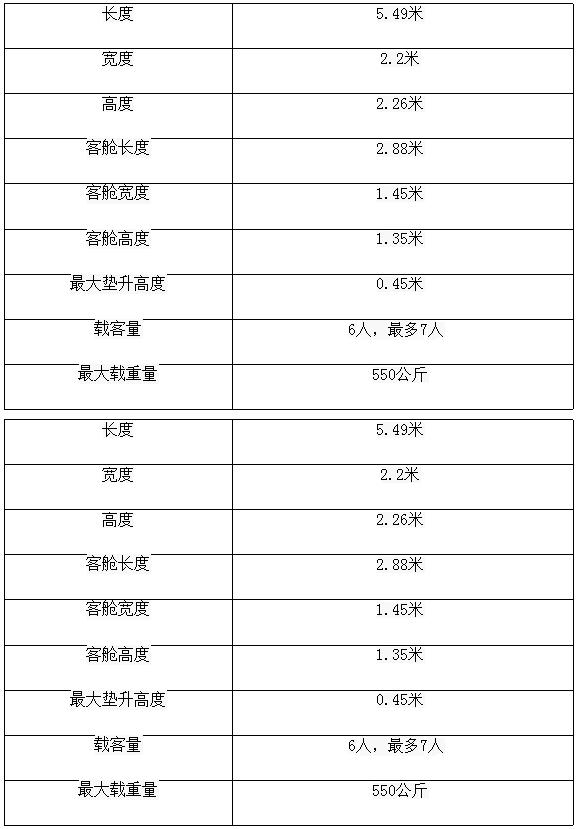 长度 5.49米
宽度 2.2米
高度 2.26米
客舱长度 2.88米
客舱宽度 1.45米
客舱高度 1.35米
最大垫升高度 0.45米
载客量 6人，最多7人
最大载重量 550公斤
长度 5.49米
宽度 2.2米
高度 2.26米
客舱长度 2.88米
客舱宽度 1.45米
客舱高度 1.35米
最大垫升高度 0.45米
载客量 6人，最多7人
最大载重量 550公斤